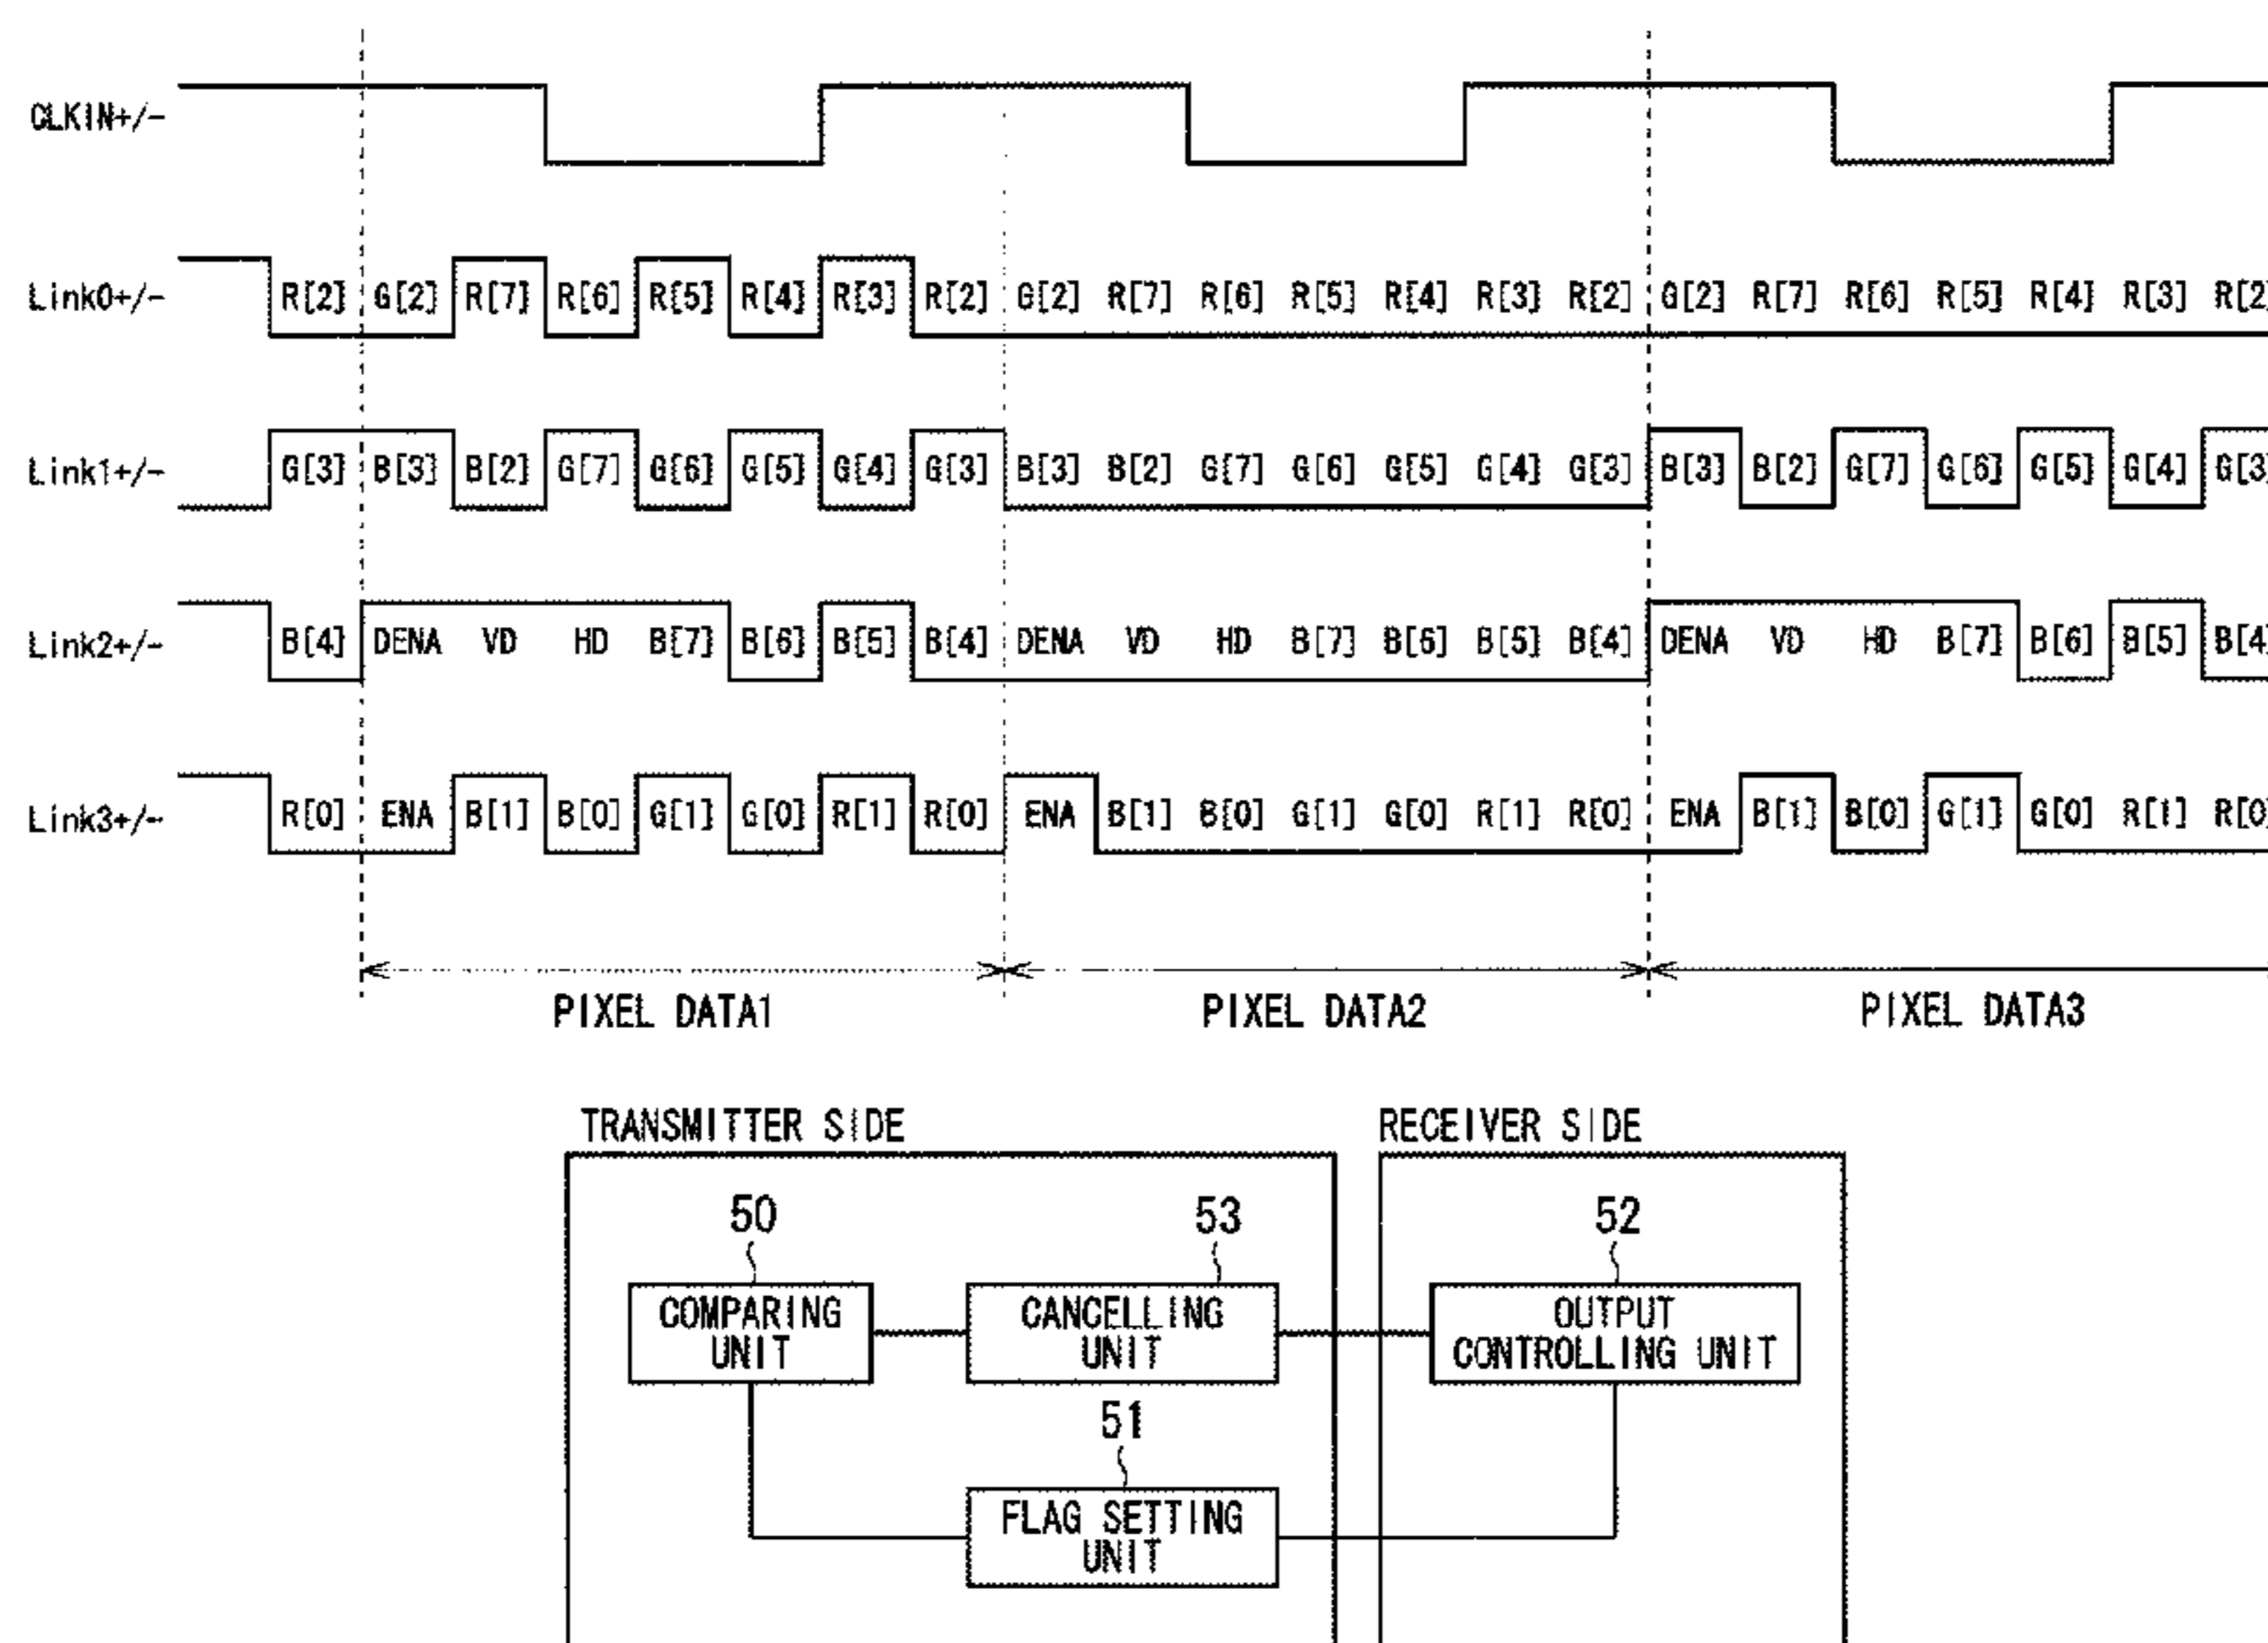 CLKIN+/-
Link0+/- R[2] G[2] R[7] R[6] R[5] R[4] R[3] R[2] G[2] R[7] R[6] R[5] R[4] R[3] R[2] G[2] R[7] R[6] R[5] R[4] R[3] R[2]
Link1+/- G[3] B[3] B[2] G[7] G[6] G[5] G[4] G[3] B[3] B[2] G[7] G[6] G[5] G[4] G[3] B[3] B[2] G[7] G[6] G[5] G[4] G[3
Link2+/- B[4] DENA VD HD B[7] B[6] B[5] B[4] DENA VD HD B[7] B[6] B[5] B[4] DENA VD HD B[7] B[6] B[5] B[4
Link3+/- R[0] ENA B[1] B[0] G[1] G[0] R[1] R[0] ENA B[1] B[0] G[1] G[0] R[1] R[0] ENA B[1] B[0] G[1] G[0] R[1] R[0
PIXEL DATA1 PIXEL DATA2 PIXEL DATA3
TRANSMITTER SIDE RECEIVER SIDE
50 53 52
COMPARING UNIT
CANCELLING UNIT
OUTPUT CONTROLLING UNIT
51
FLAG SETTING UNIT